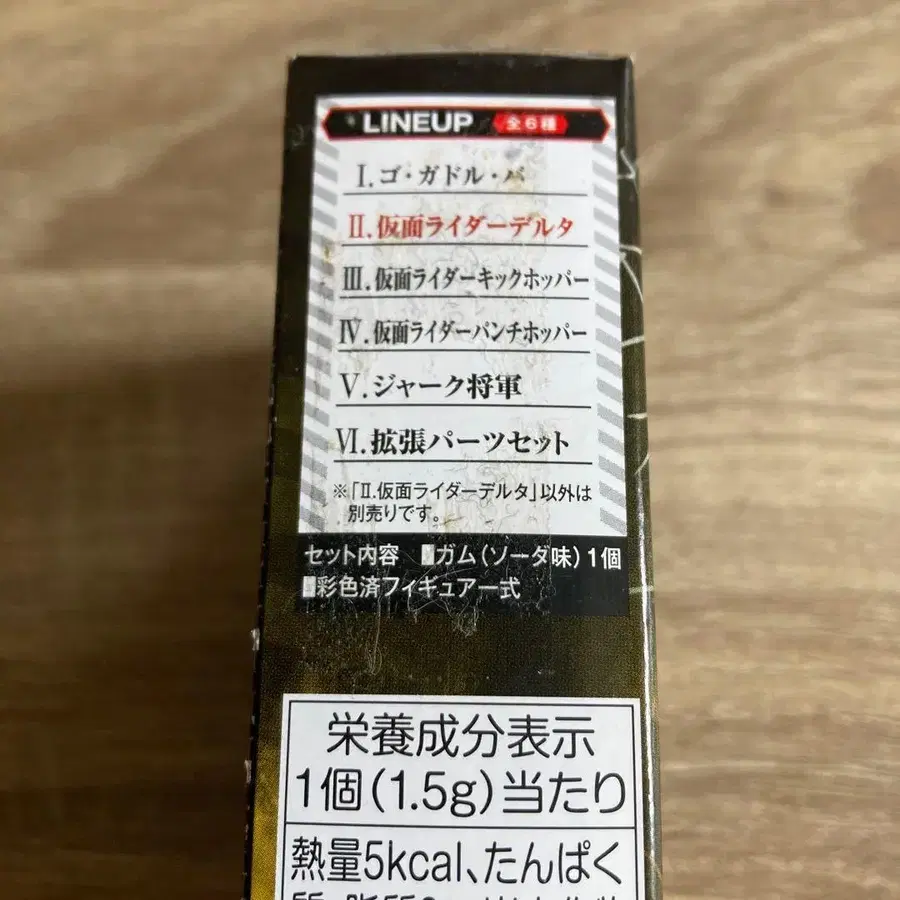 LINEUP 全6種
I.ゴ・ガドル・バ
II.仮面ライダーデルタ
III.仮面ライダーキックホッパー
IV.仮面ライダーパンチホッパー
V.ジャーク将軍
VI.拡張パーツセット
※「II.仮面ライダーデルタ」以外は
別売りです。
セット内容 ■ガム(ソーダ味)1個
■彩色済フィギュア一式
栄養成分表示
1個(1.5g)当たり
熱量5kcal、たんぱく